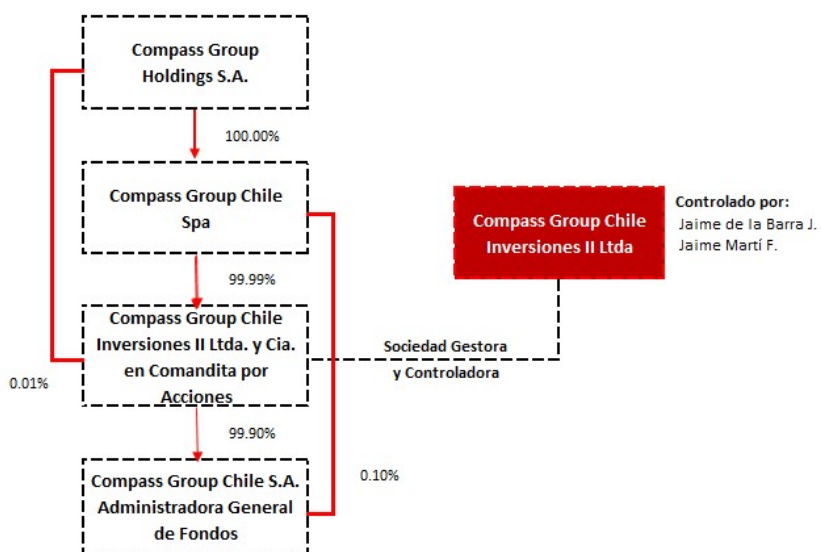 Compass Group
Holdings S.A.
100.00%
Compass Group Chile
Spa
Compass Group Chile
Inversiones II Ltda
Controlado por:
Jaime de la Barra J.
Jaime Martí F.
99.99%
Compass Group Chile
Inversiones II Ltda. y Cia.
en Comandita por
Acciones
Sociedad Gestora
y Controladora
0.01%
99.90%
Compass Group Chile S.A.
Administradora General
de Fondos
0.10%